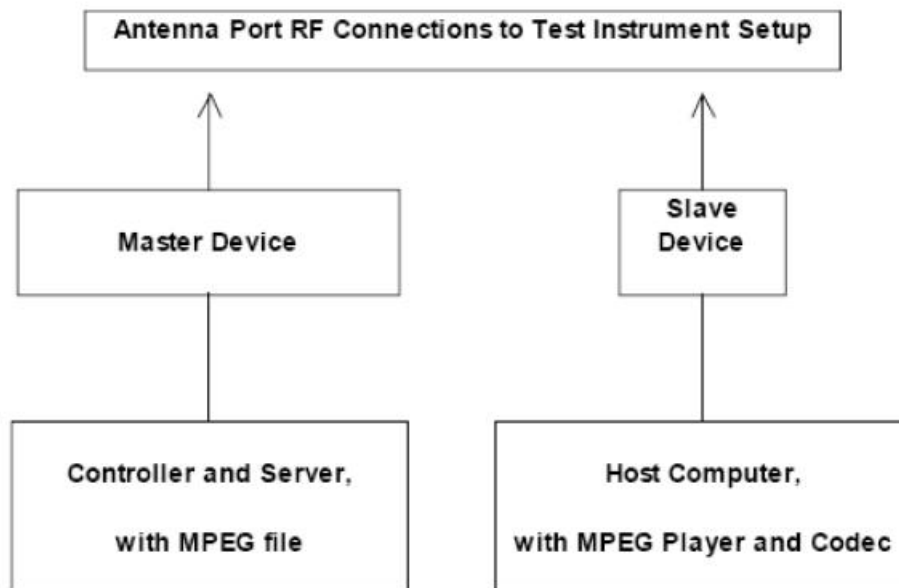 Antenna Port RF Connections to Test Instrument Setup
Master Device
Slave
Device
Controller and Server,
with MPEG file
Host Computer,
with MPEG Player and Codec